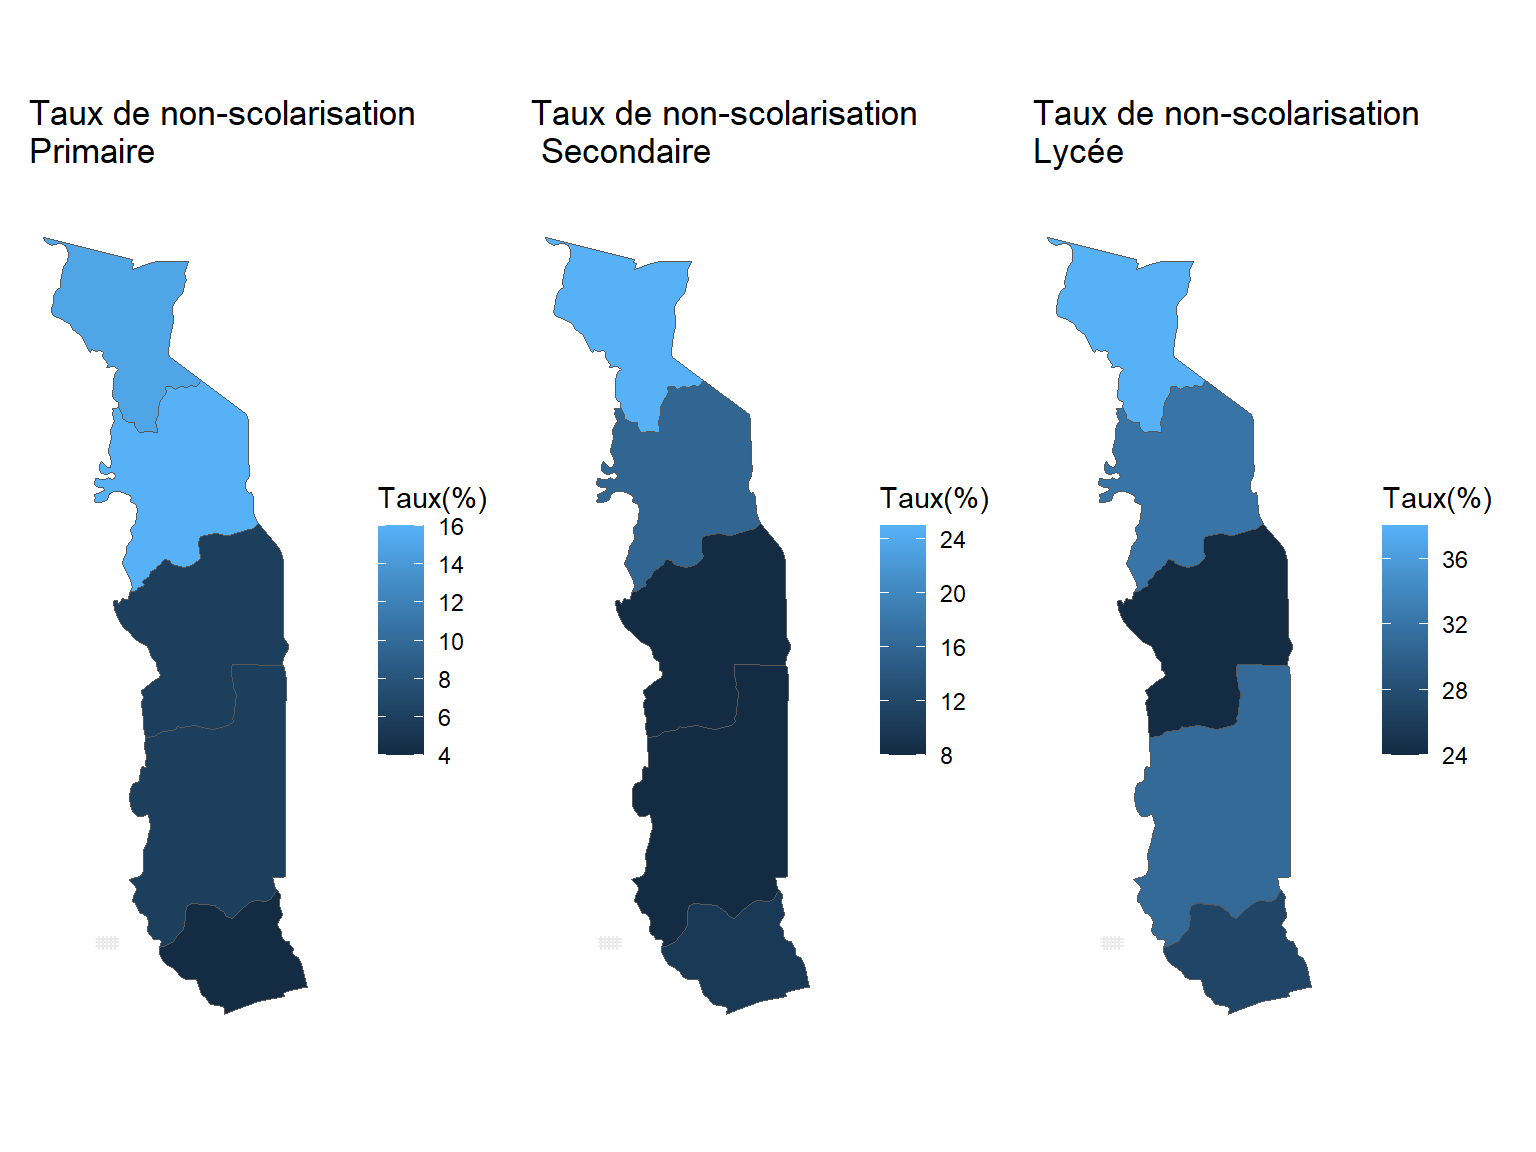 Taux de non-scolarisation
Primaire
Taux de non-scolarisation
Secondaire
Taux de non-scolarisation
Lycée
Taux(%)
16
14
12
10
8
6
4
Taux(%)
24
20
16
12
8
Taux(%)
36
32
28
24